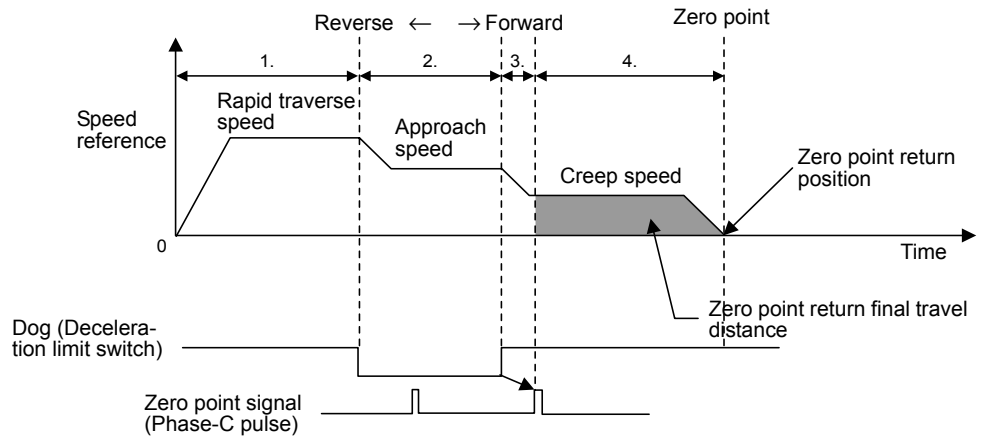 Reverse ← → Forward
Zero point
1.
2.
3.
4.
Speed
reference
Rapid traverse
speed
Approach
speed
Creep speed
Zero point return
position
0
Time
Zero point return final travel
distance
Dog (Decelera-
tion limit switch)
Zero point signal
(Phase-C pulse)